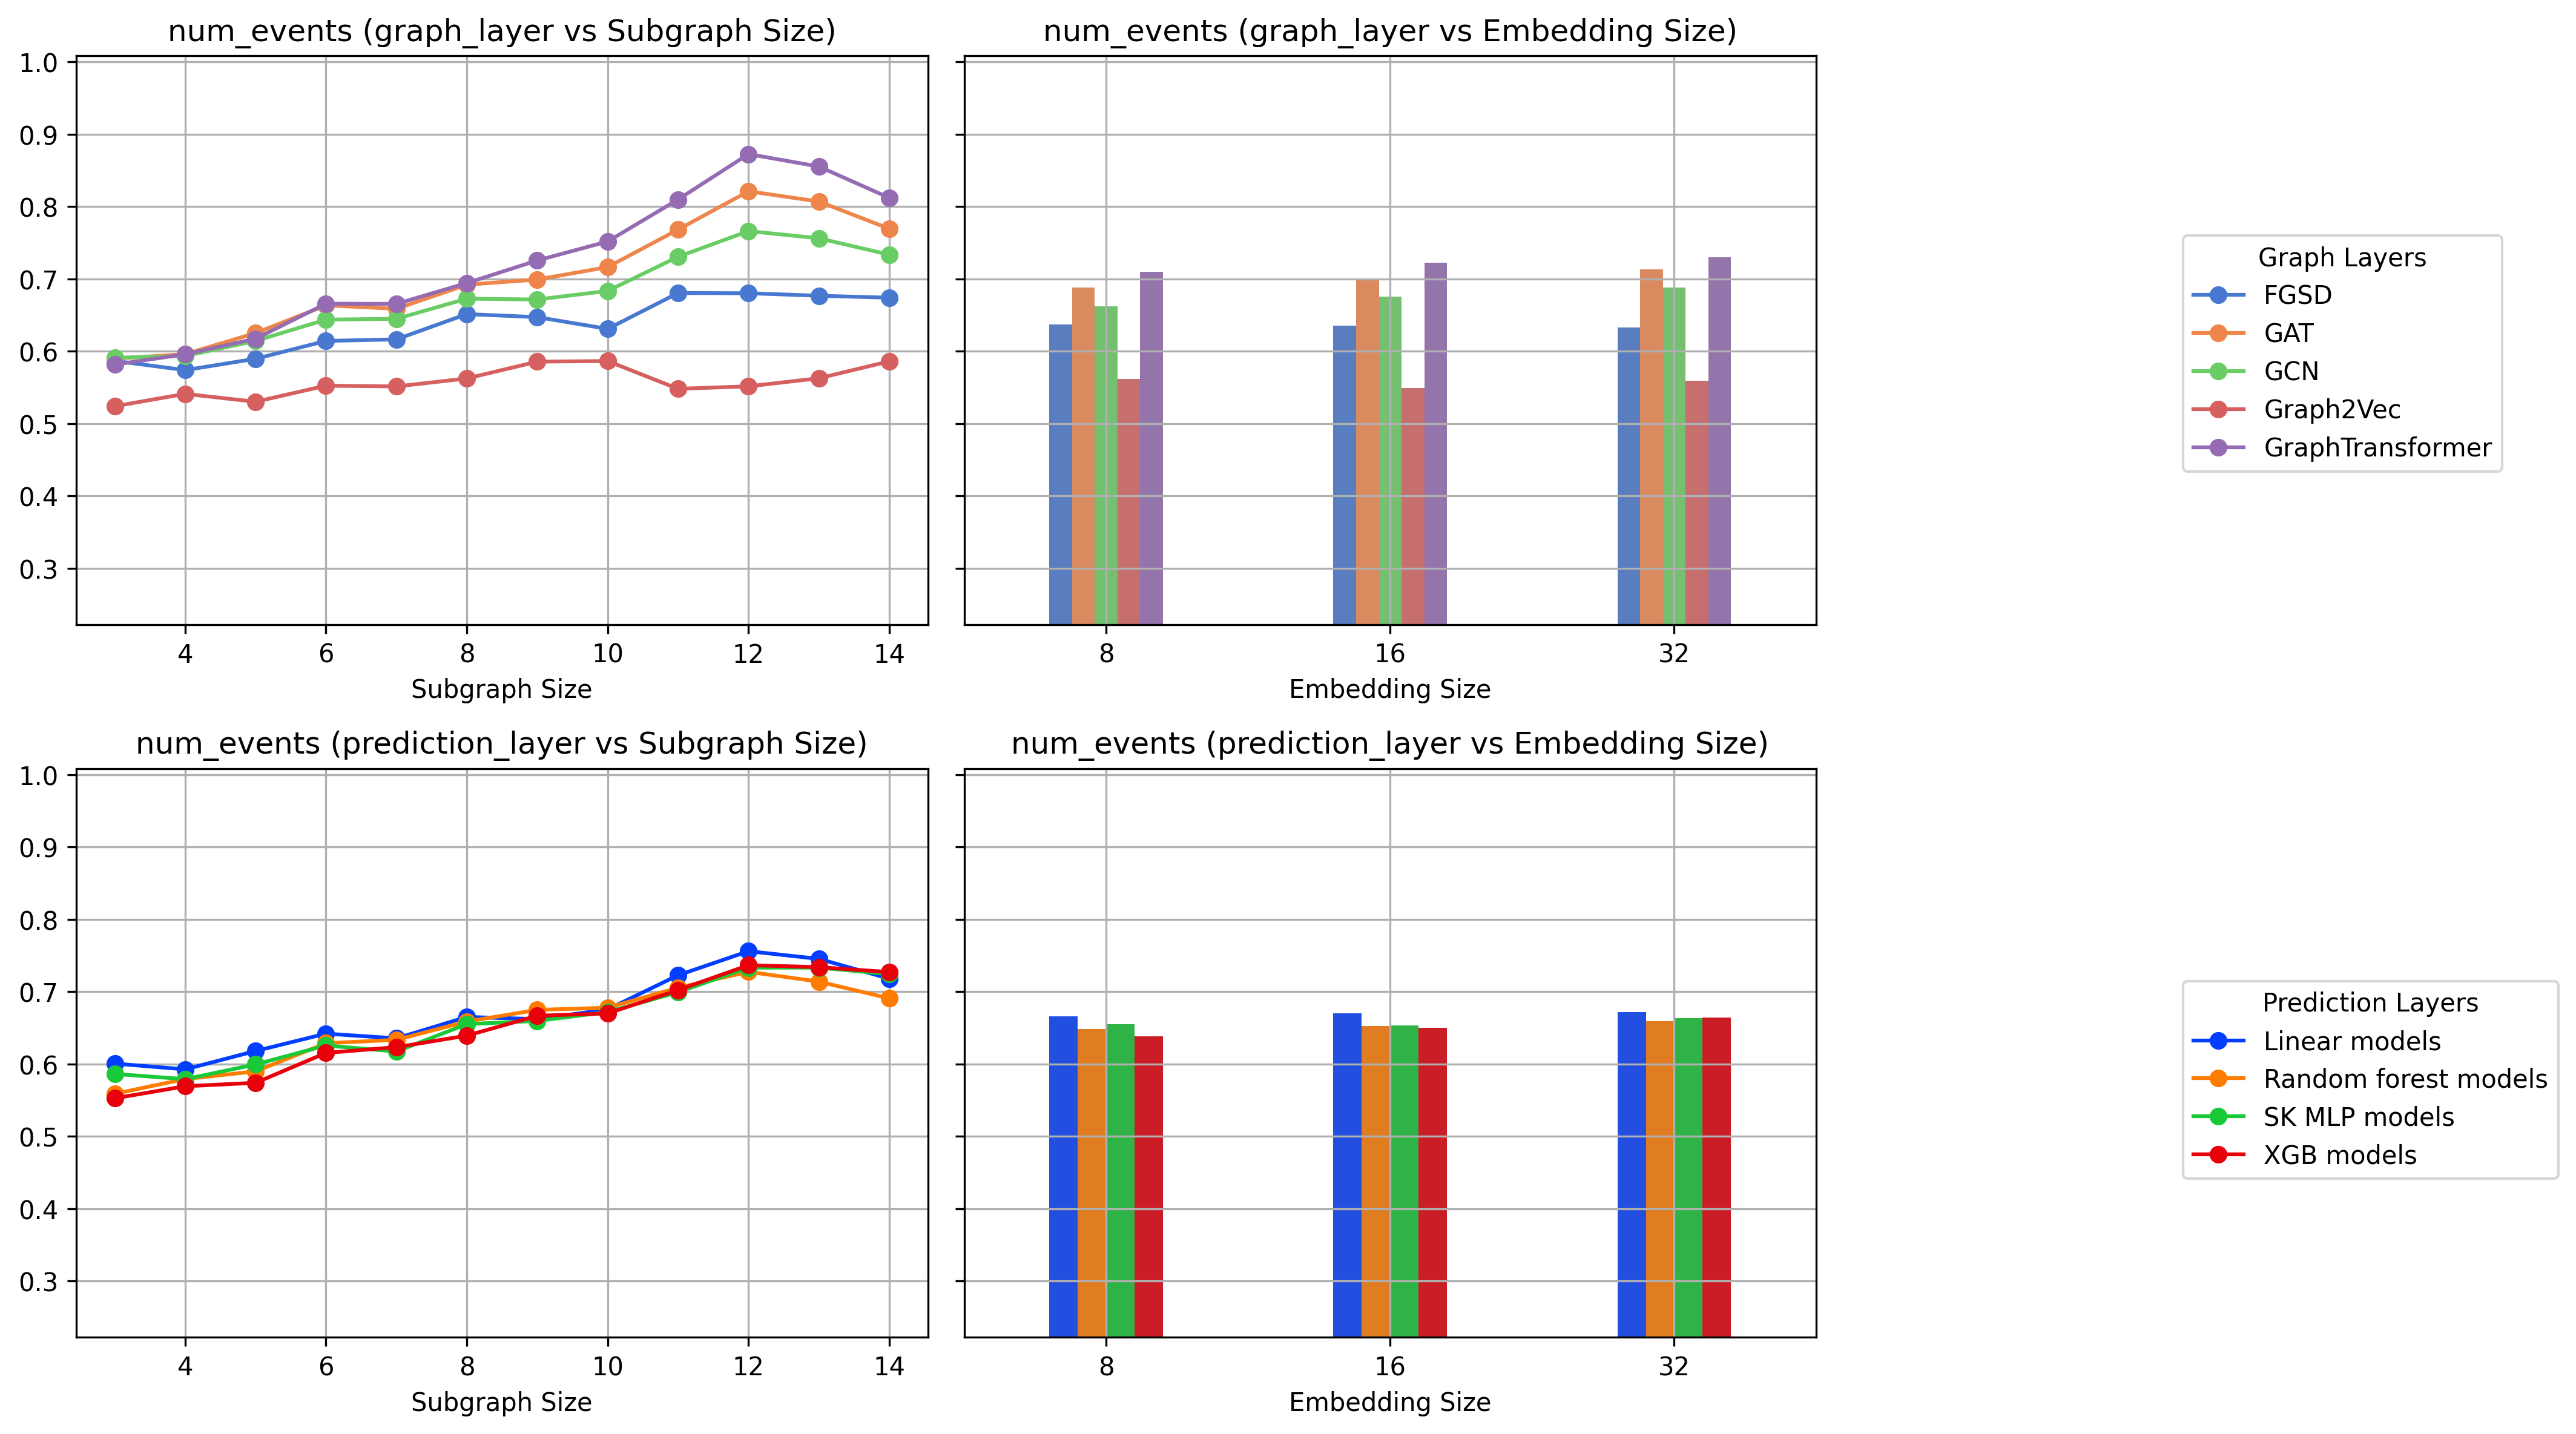 num_events (graph_layer vs Subgraph Size)
1.0
0.9
0.8
0.7
0.6
0.5
0.4
0.3
4 6 8 10 12 14
Subgraph Size
num_events (graph_layer vs Embedding Size)
8 16 32
Embedding Size
Graph Layers
FGSD
GAT
GCN
Graph2Vec
GraphTransformer
num_events (prediction_layer vs Subgraph Size)
1.0
0.9
0.8
0.7
0.6
0.5
0.4
0.3
4 6 8 10 12 14
Subgraph Size
num_events (prediction_layer vs Embedding Size)
8 16 32
Embedding Size
Prediction Layers
Linear models
Random forest models
SK MLP models
XGB models